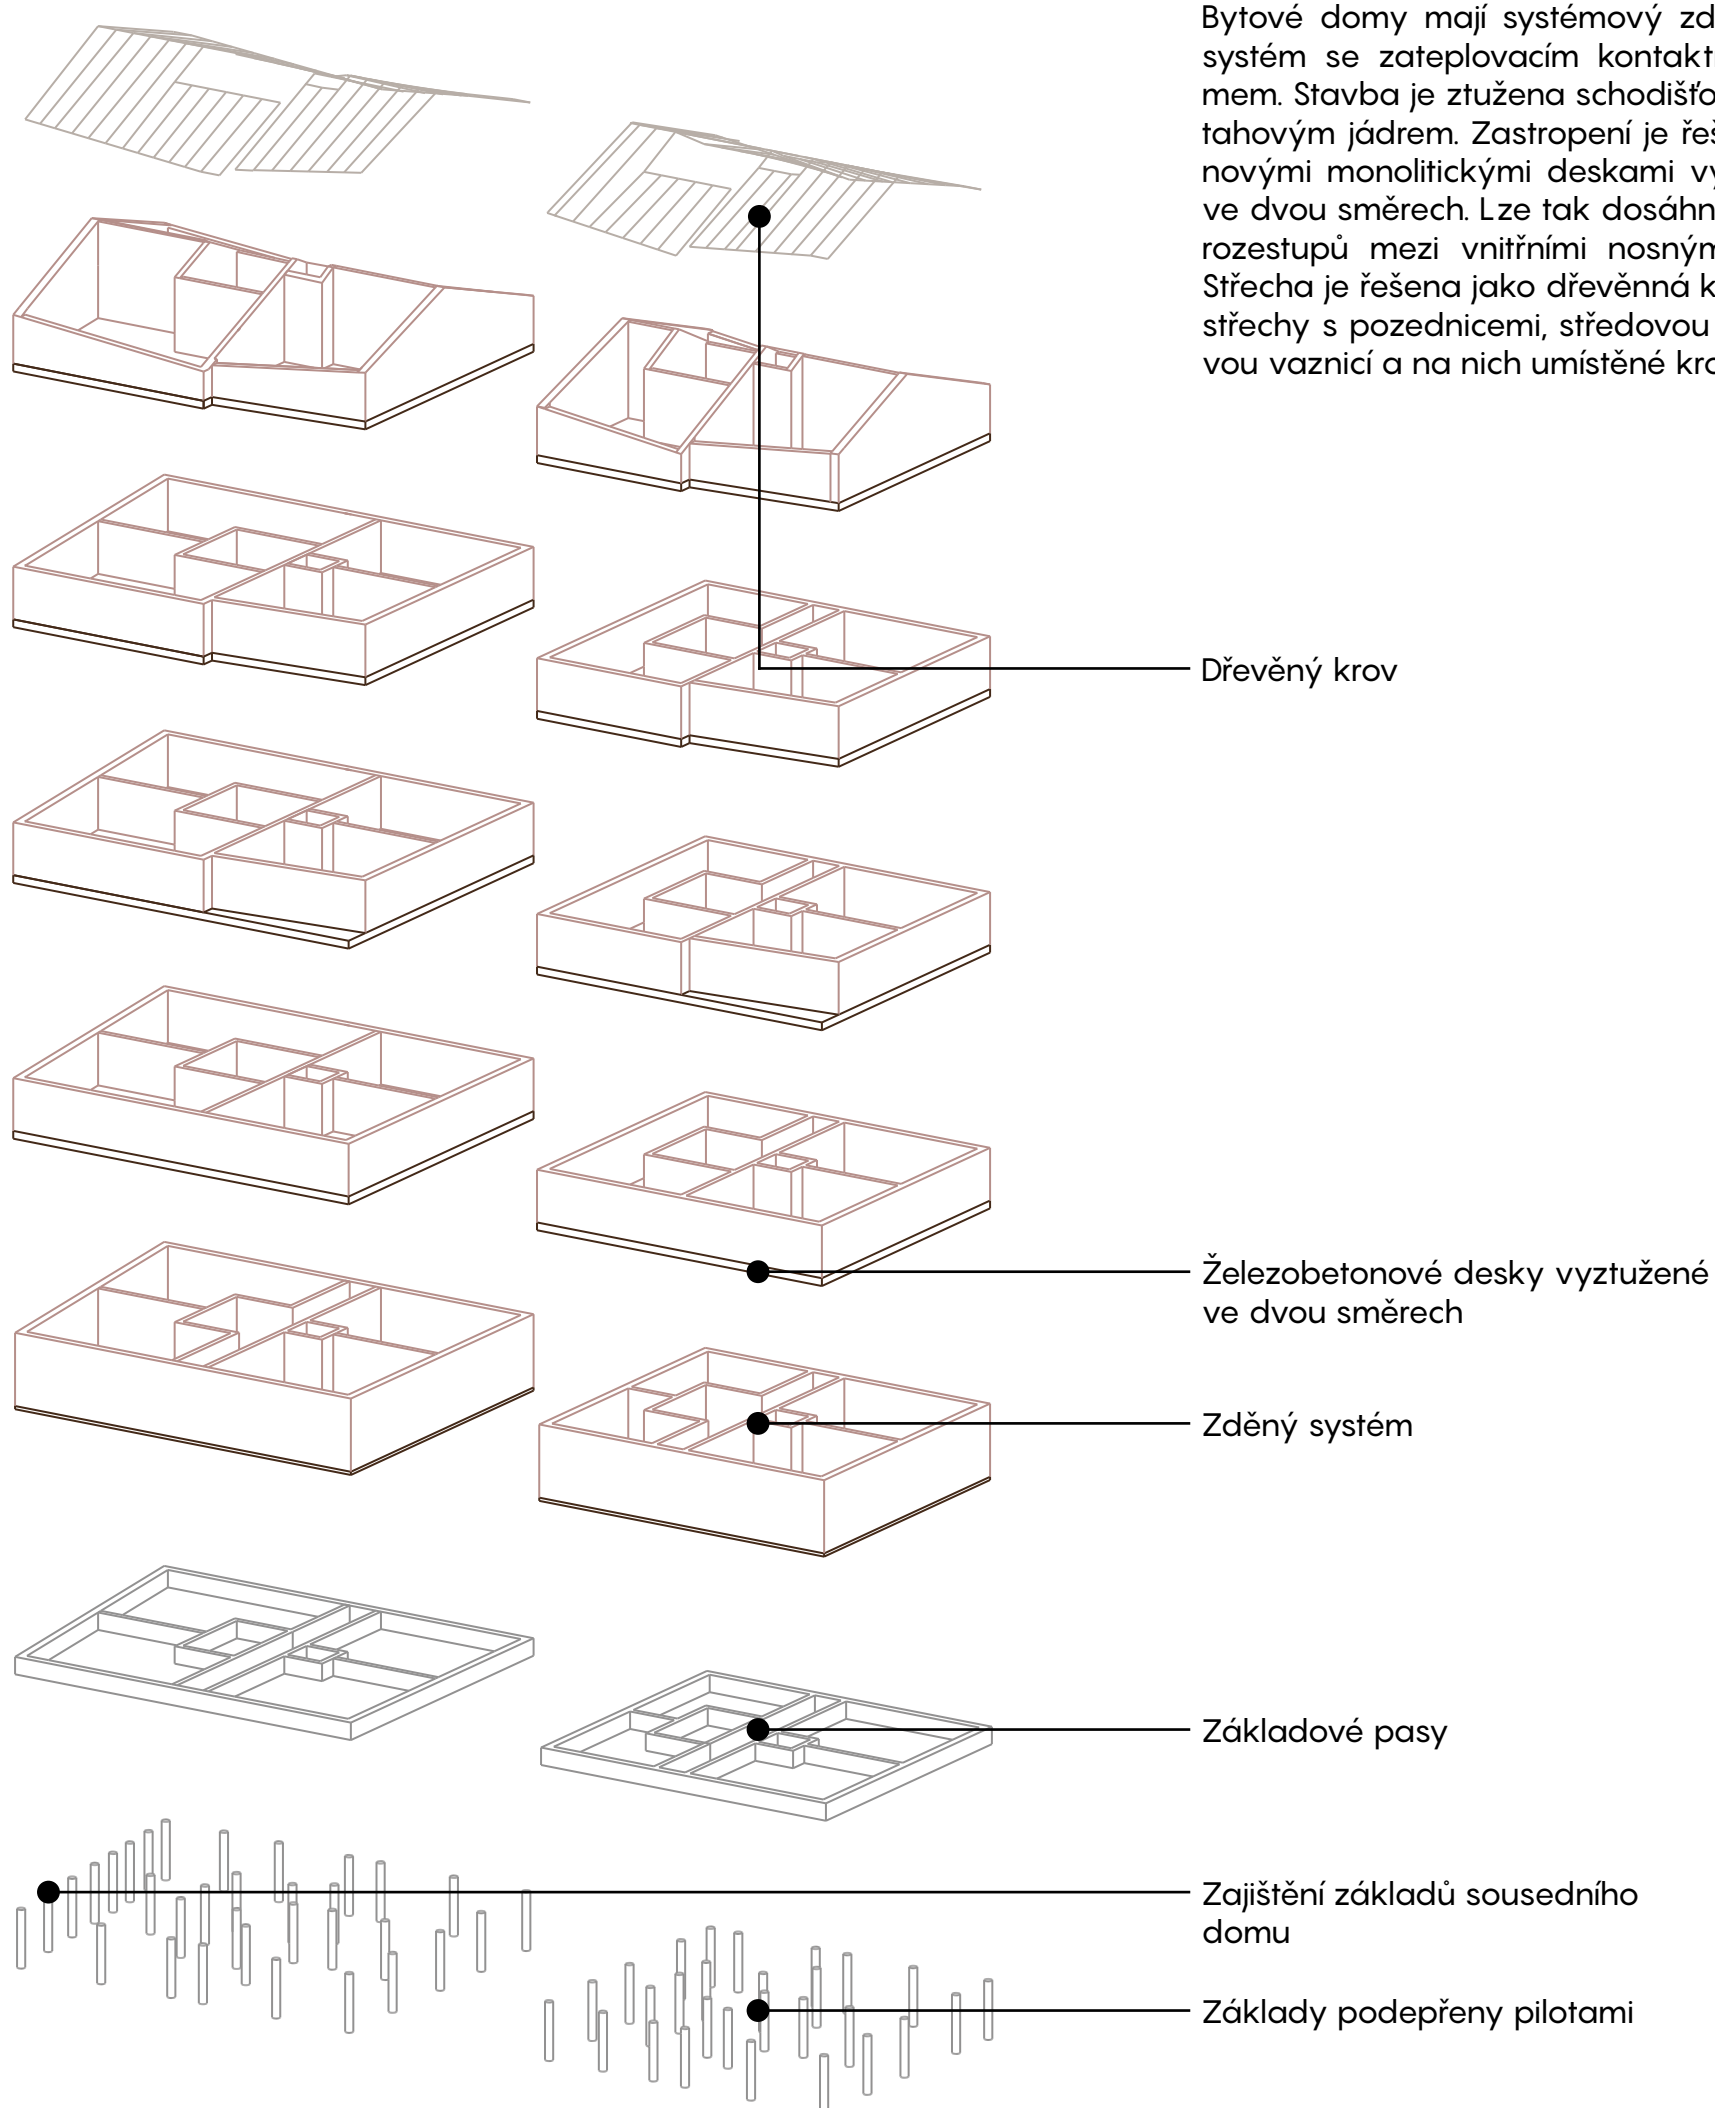 Bytové domy mají systémový zd
systém se zateplovacím kontakt
mem. Stavba je ztužena schodišťo
tahovým jádrem. Zastropení je řeš
novými monolitickými deskami vy
ve dvou směrech. Lze tak dosáhn
rozestupů mezi vnitřními nosným
Střecha je řešena jako dřevěnná k
střechy s pozednicemi, středovou
vou vaznicí a na nich umístěné kro
Dřevěný krov
Železobetonové desky vyztužené
ve dvou směrech
Zděný systém
Základové pasy
Zajištění základů sousedního
domu
Základy podepřeny pilotami